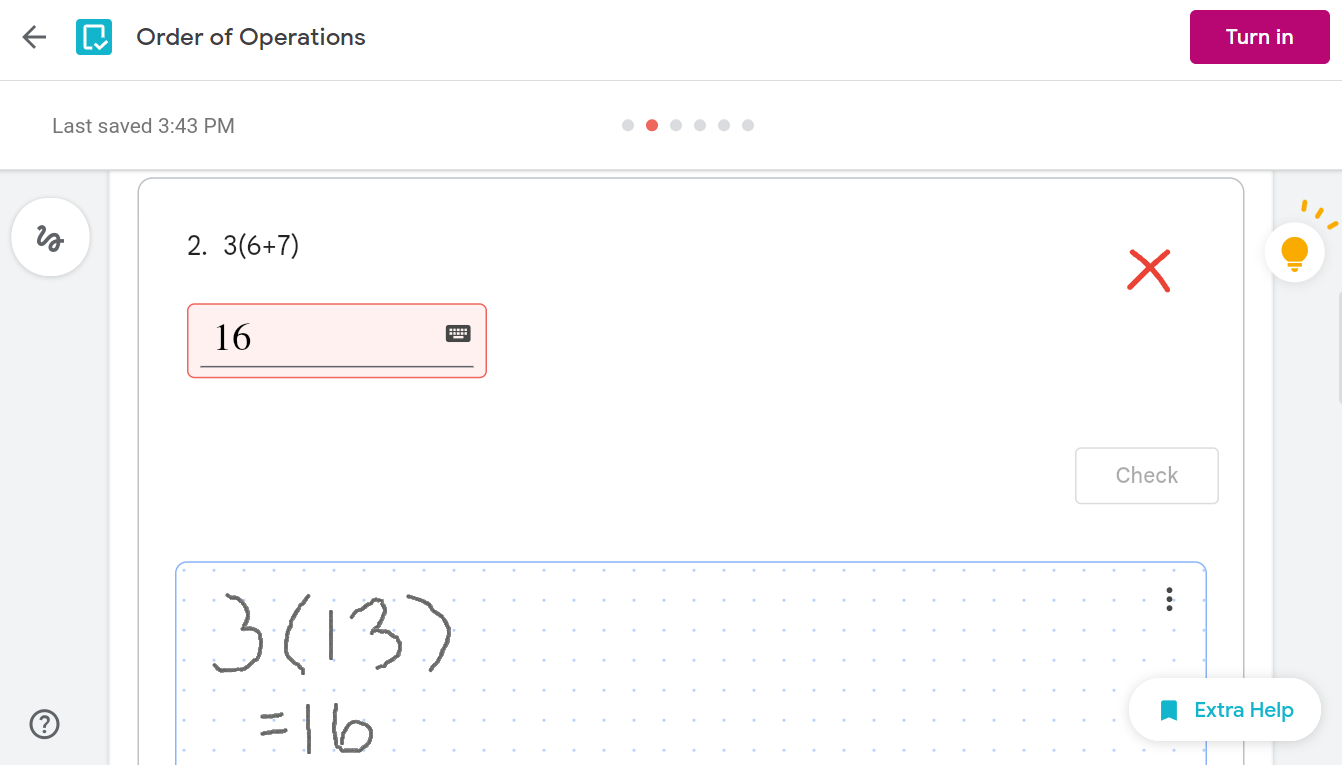 Order of Operations
Turn in
Last saved 3:43 PM
2. 3(6+7)
16
Check
3(13)
=16
Extra Help